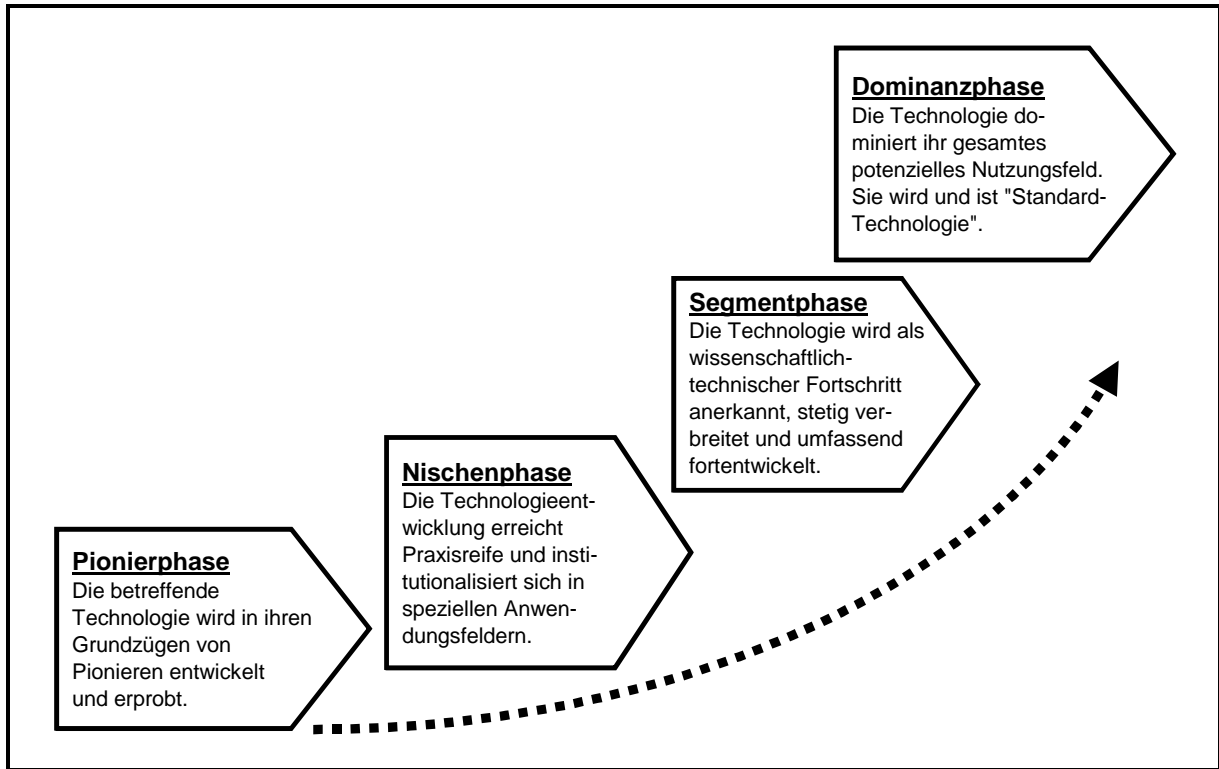 Dominanzphase
Die Technologie do-
miniert ihr gesamtes
potenzielles Nutzungsfeld.
Sie wird und ist "Standard-
Technologie".
Segmentphase
Die Technologie wird als
wissenschaftlich-
technischer Fortschritt
anerkannt, stetig ver-
breitet und umfassend
fortentwickelt.
Nischenphase
Die Technologieent-
wicklung erreicht
Praxisreife und insti-
tutionalisiert sich in
speziellen Anwen-
dungsfeldern.
Pionierphase
Die betreffende
Technologie wird in ihren
Grundzügen von
Pionieren entwickelt
und erprobt.